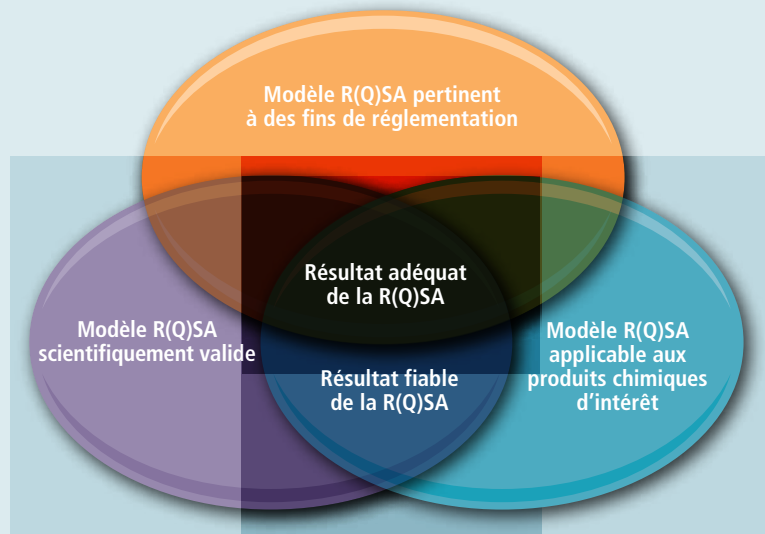 Modèle R(Q)SA pertinent
à des fins de réglementation
Résultat adéquat
de la R(Q)SA
Modèle R(Q)SA
scientifiquement valide
Résultat fiable
de la R(Q)SA
Modèle R(Q)SA
applicable aux
produits chimiques
d'intérêt